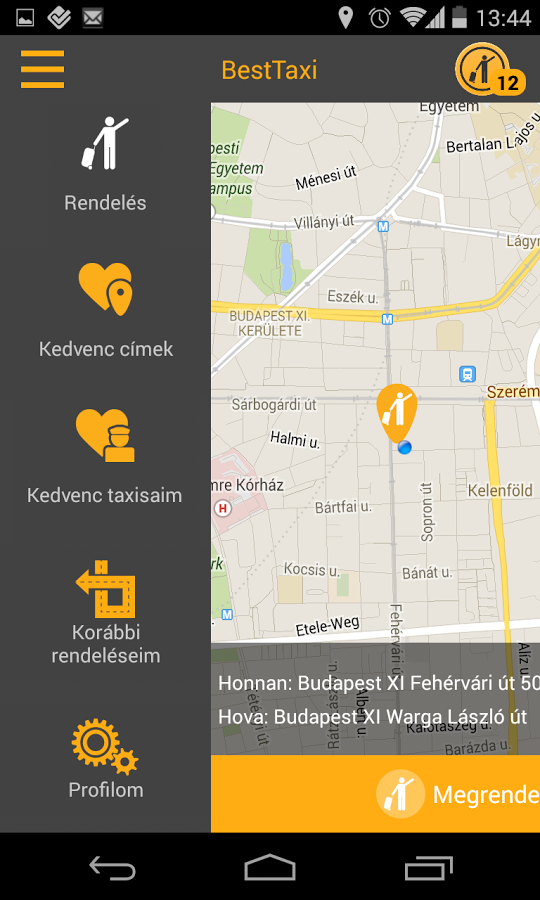 13:44
BestTaxi
12
Rendelés
Kedvenc címek
Kedvenc taxisaim
Korábbi
rendeléseim
Profilom
Egyetem
Bertalan Lajos u.
pesti
Egyetem
ampus
Ménesi út
Villányi út
M
Lágy
Eszék u.
BUDAPEST XI.
KERÜLETE
M
Szerém
Sárbogárdi út
Halmi u.
mre Kórház
H
Kelenföld
Bártfai u.
Sopron út
rk
Kocsis u.
Bánát u.
M
Etele-Weg
Fehérvári út
Honnan: Budapest XI Fehérvári út 50
Hova: Budapest XI Warga László út
Aliz u.
Alben u.
Kalotaszeg u.
Barázda u.
Megrende